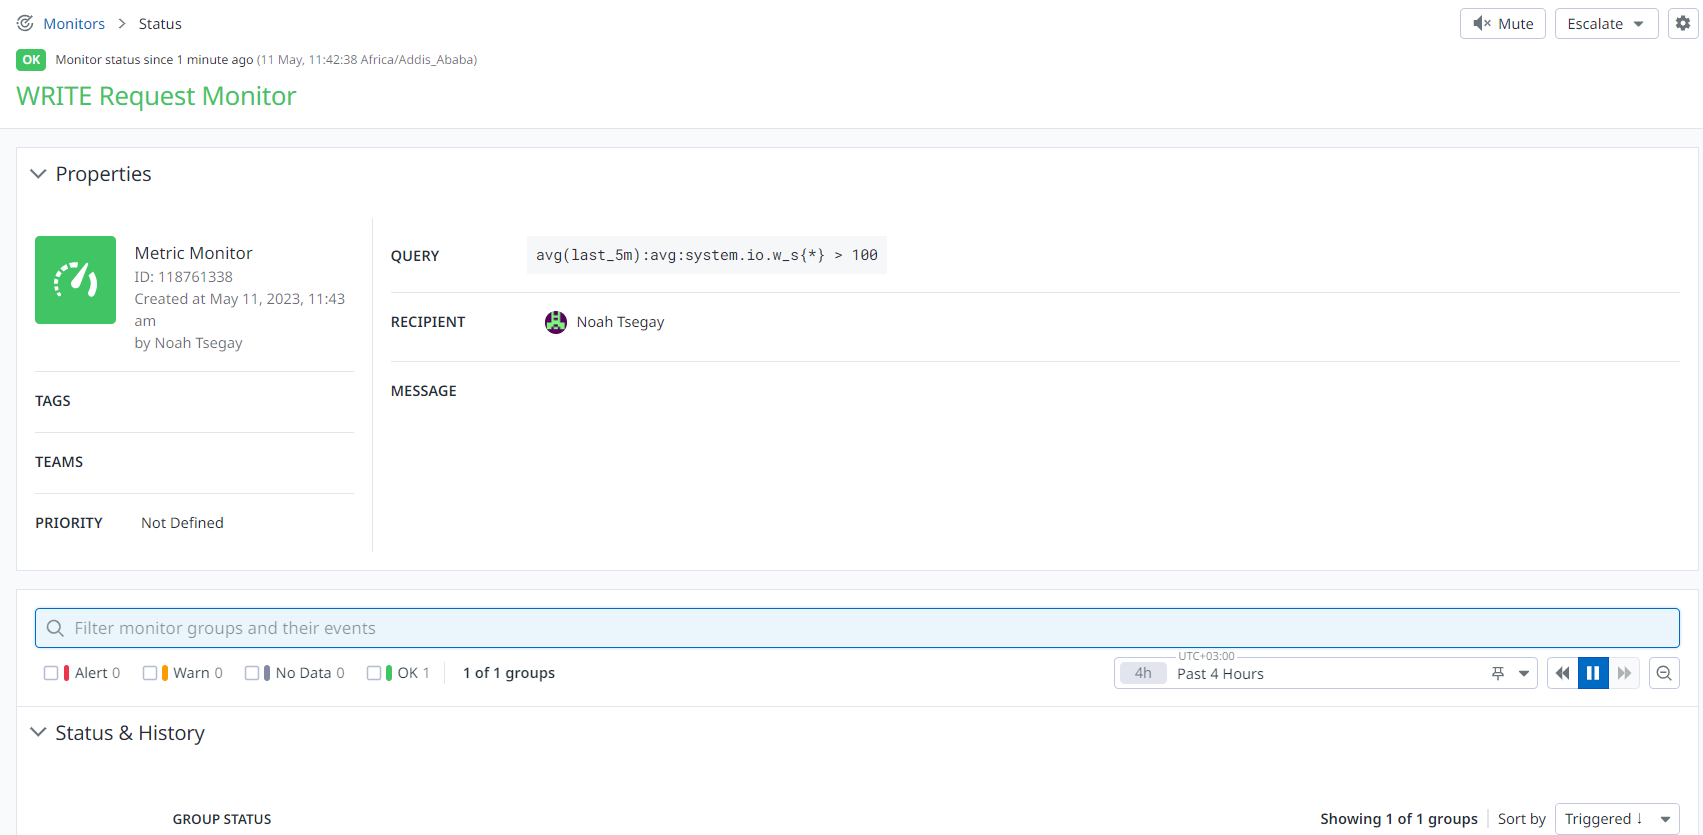 Monitors > Status
Mute
Escalate
OK Monitor status since 1 minute ago (11 May, 11:42:38 Africa/Addis_Ababa)
WRITE Request Monitor
Properties
Metric Monitor
ID: 118761338
Created at May 11, 2023, 11:43
am
by Noah Tsegay
TAGS
TEAMS
PRIORITY Not Defined
QUERY avg(last_5m):avg:system.io.w_s{*} > 100
RECIPIENT Noah Tsegay
MESSAGE
Filter monitor groups and their events
Alert 0 Warn 0 No Data 0 OK 1 1 of 1 groups
UTC+03:00
4h Past 4 Hours
Status & History
GROUP STATUS
Showing 1 of 1 groups Sort by Triggered ↓